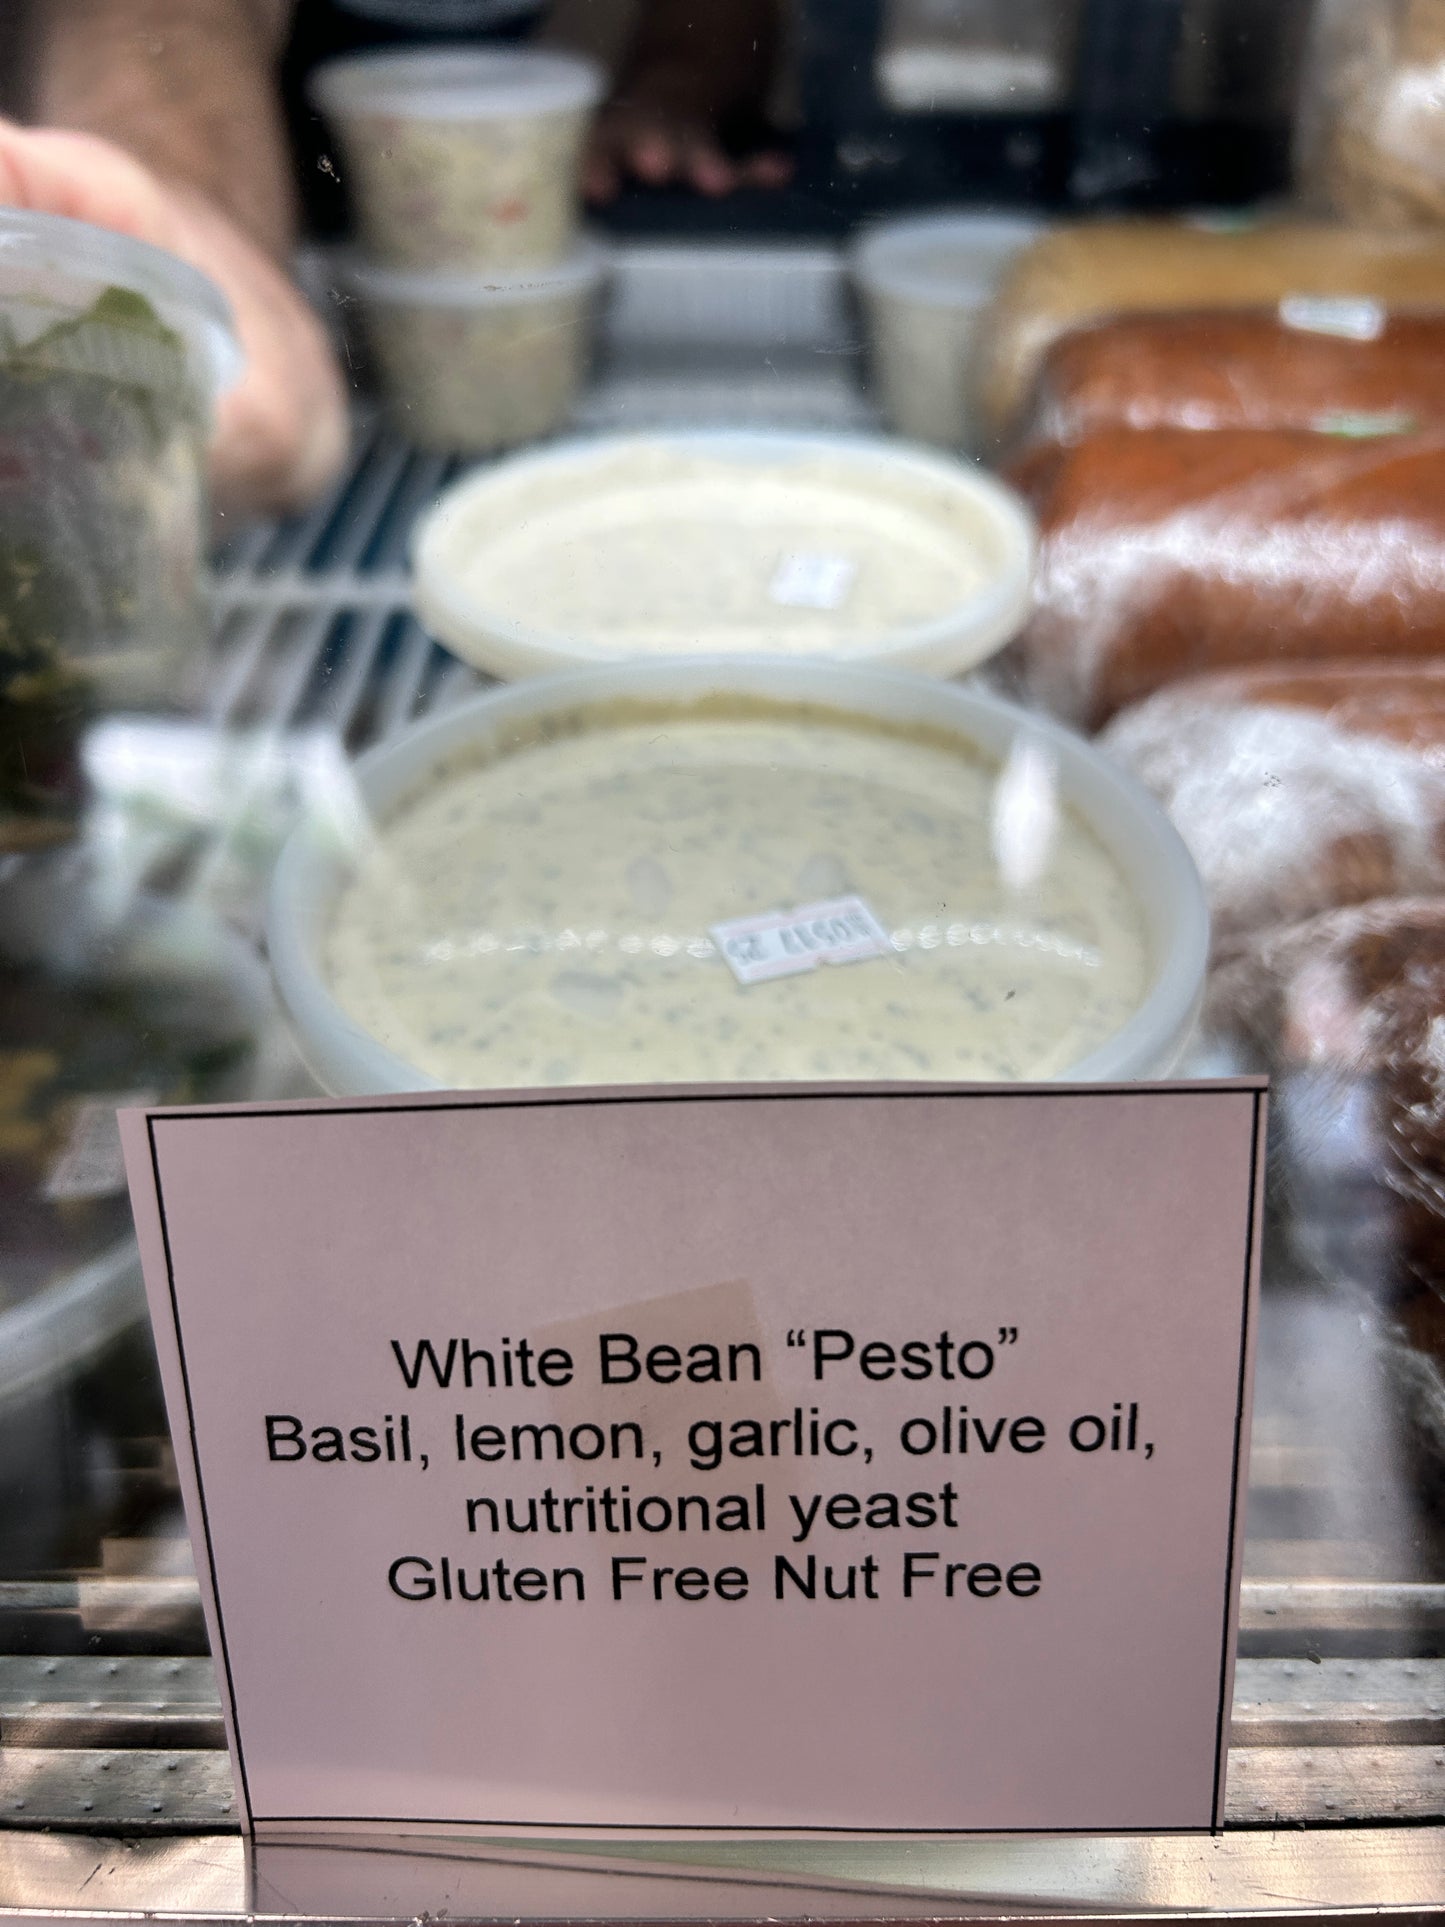 White Bean “Pesto”
Basil, lemon, garlic, olive oil,
nutritional yeast
Gluten Free Nut Free